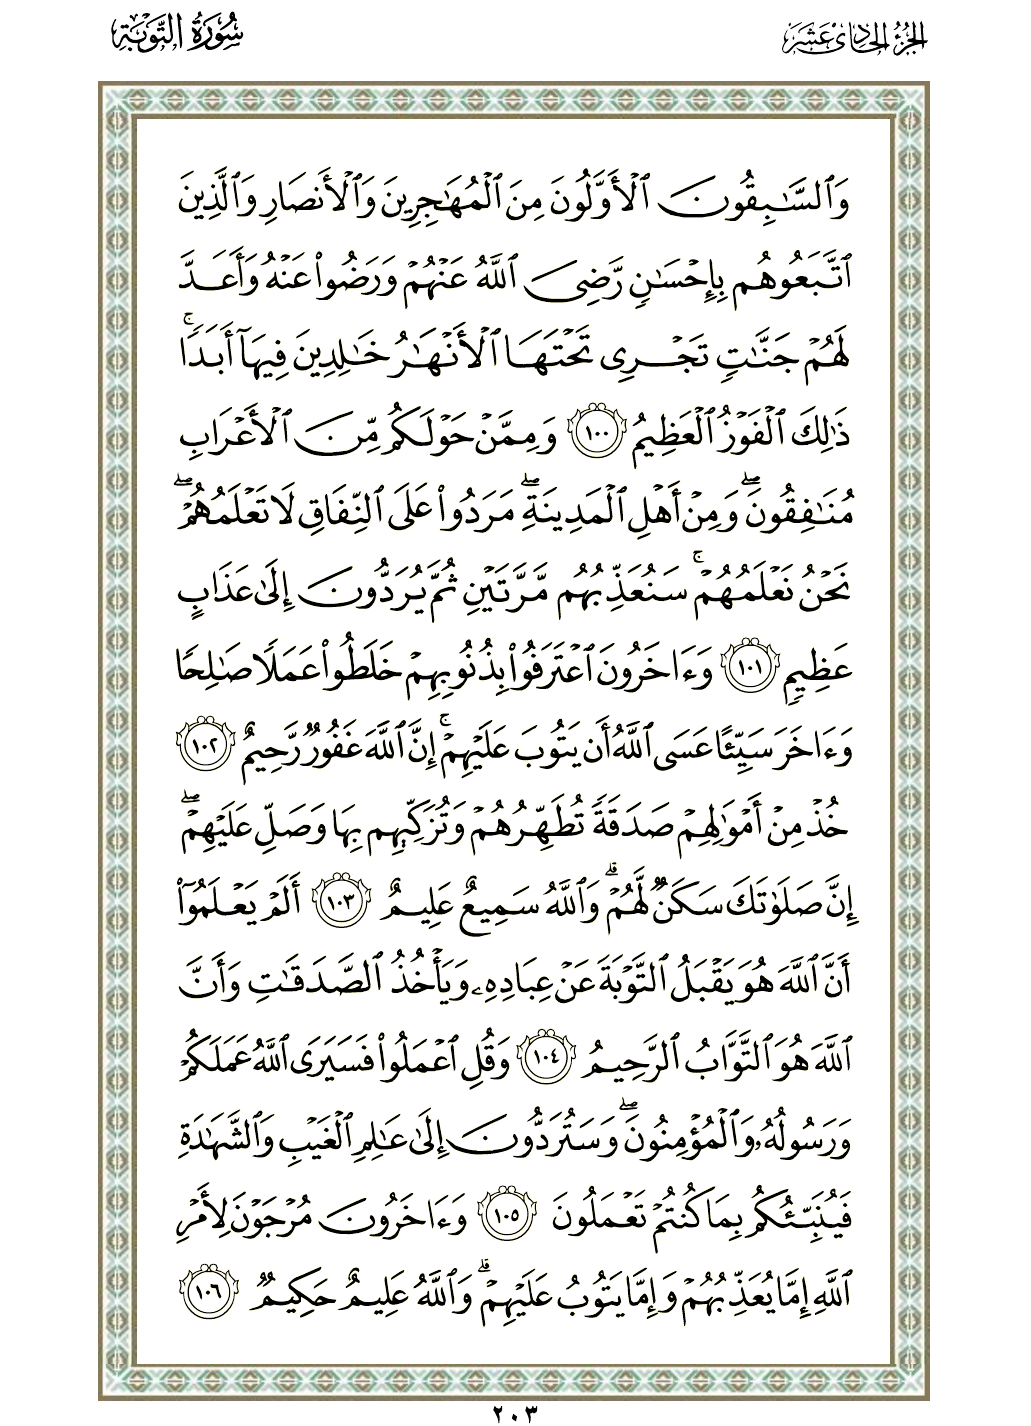 الجزء الحادي عشر
سورة التوبة
وَٱلسَّٰبِقُونَ ٱلْأَوَّلُونَ مِنَ ٱلْمُهَٰجِرِينَ وَٱلْأَنصَارِ وَٱلَّذِينَ
ٱتَّبَعُوهُم بِإِحْسَٰنٍ رَّضِىَ ٱللَّهُ عَنْهُمْ وَرَضُوا۟ عَنْهُ وَأَعَدَّ
لَهُمْ جَنَّٰتٍ تَجْرِى تَحْتَهَا ٱلْأَنْهَٰرُ خَٰلِدِينَ فِيهَآ أَبَدًا ۚ
ذَٰلِكَ ٱلْفَوْزُ ٱلْعَظِيمُ ١٠٠ وَمِمَّنْ حَوْلَكُم مِّنَ ٱلْأَعْرَابِ
مُنَٰفِقُونَ ۖ وَمِنْ أَهْلِ ٱلْمَدِينَةِ ۖ مَرَدُوا۟ عَلَى ٱلنِّفَاقِ لَا تَعْلَمُهُمْ ۖ
نَحْنُ نَعْلَمُهُمْ ۚ سَنُعَذِّبُهُم مَّرَّتَيْنِ ثُمَّ يُرَدُّونَ إِلَىٰ عَذَابٍ
عَظِيمٍ ١٠١ وَءَاخَرُونَ ٱعْتَرَفُوا۟ بِذُنُوبِهِمْ خَلَطُوا۟ عَمَلًا صَٰلِحًا
وَءَاخَرَ سَيِّئًا عَسَى ٱللَّهُ أَن يَتُوبَ عَلَيْهِمْ ۚ إِنَّ ٱللَّهَ غَفُورٌ رَّحِيمٌ ١٠٢
خُذْ مِنْ أَمْوَٰلِهِمْ صَدَقَةً تُطَهِّرُهُمْ وَتُزَكِّيهِم بِهَا وَصَلِّ عَلَيْهِمْ ۖ
إِنَّ صَلَوٰتَكَ سَكَنٌ لَّهُمْ ۗ وَٱللَّهُ سَمِيعٌ عَلِيمٌ ١٠٣ أَلَمْ يَعْلَمُوٓا۟
أَنَّ ٱللَّهَ هُوَ يَقْبَلُ ٱلتَّوْبَةَ عَنْ عِبَادِهِۦ وَيَأْخُذُ ٱلصَّدَقَٰتِ وَأَنَّ
ٱللَّهَ هُوَ ٱلتَّوَّابُ ٱلرَّحِيمُ ١٠٤ وَقُلِ ٱعْمَلُوا۟ فَسَيَرَى ٱللَّهُ عَمَلَكُمْ
وَرَسُولُهُۥ وَٱلْمُؤْمِنُونَ ۖ وَسَتُرَدُّونَ إِلَىٰ عَٰلِمِ ٱلْغَيْبِ وَٱلشَّهَٰدَةِ
فَيُنَبِّئُكُم بِمَا كُنتُمْ تَعْمَلُونَ ١٠٥ وَءَاخَرُونَ مُرْجَوْنَ لِأَمْرِ
ٱللَّهِ إِمَّا يُعَذِّبُهُمْ وَإِمَّا يَتُوبُ عَلَيْهِمْ ۗ وَٱللَّهُ عَلِيمٌ حَكِيمٌ ١٠٦
٢٠٣